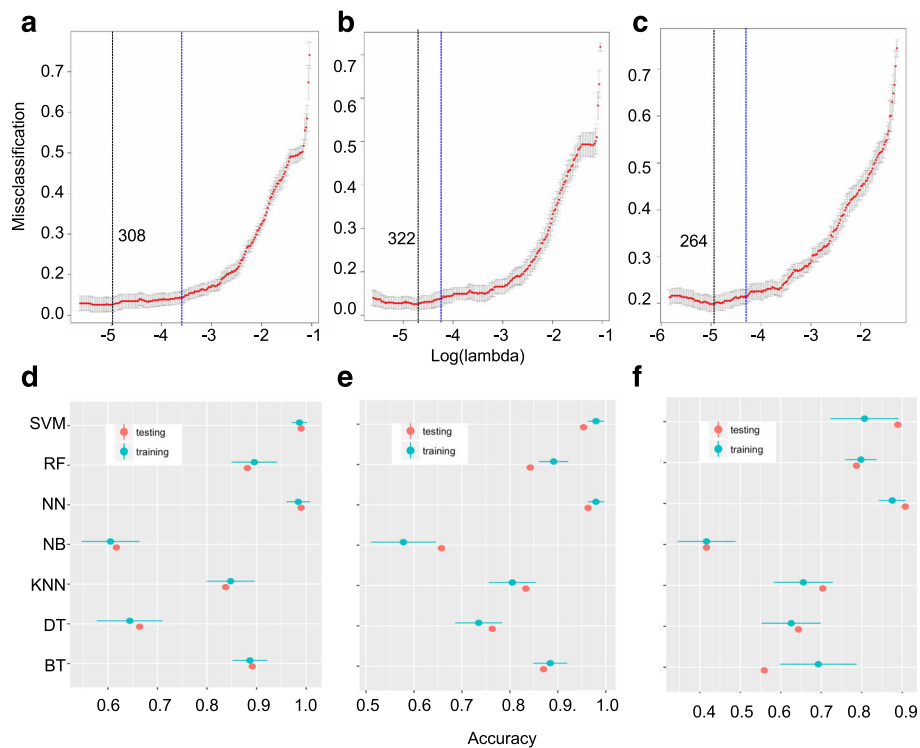 a
b
c
Missclassification
0.7
0.6
0.5
0.4
0.3
0.2
0.1
0.0
308
-5
-4
-3
-2
-1
0.7
0.6
0.5
0.4
0.3
0.2
0.1
0.0
322
-5
-4
-3
-2
-1
0.7
0.6
0.5
0.4
0.3
0.2
264
-6
-5
-4
-3
-2
Log(lambda)
d
e
f
SVM
RF
NN
NB
KNN
DT
BT
testing
training
0.6
0.7
0.8
0.9
1.0
testing
training
0.5
0.6
0.7
0.8
0.9.
1.0
testing
training
0.4
0.5
0.6
0.7
0.8
0.9
Accuracy